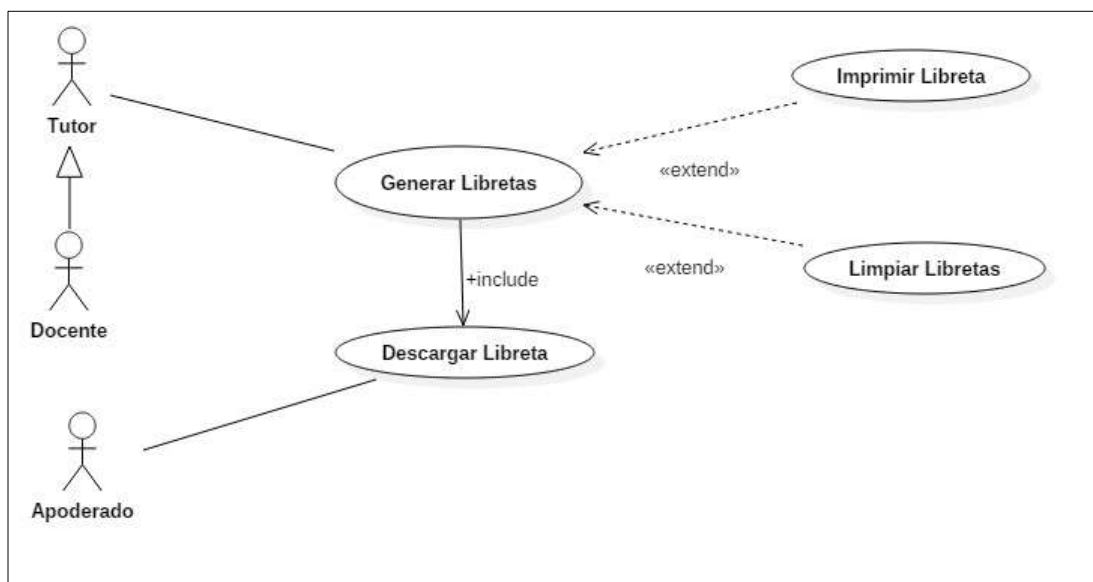 Imprimir Libreta
Tutor
«extend»
Generar Libretas
«extend»
Limpiar Libretas
+include
Docente
Descargar Libreta
Apoderado